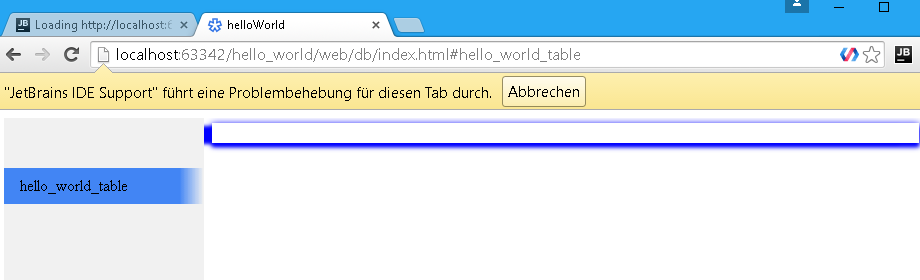 JB Loading http://localhost:6
helloWorld
localhost:63342/hello_world/web/db/index.html#hello_world_table
JB
"JetBrains IDE Support" führt eine Problembehebung für diesen Tab durch. Abbrechen
hello_world_table